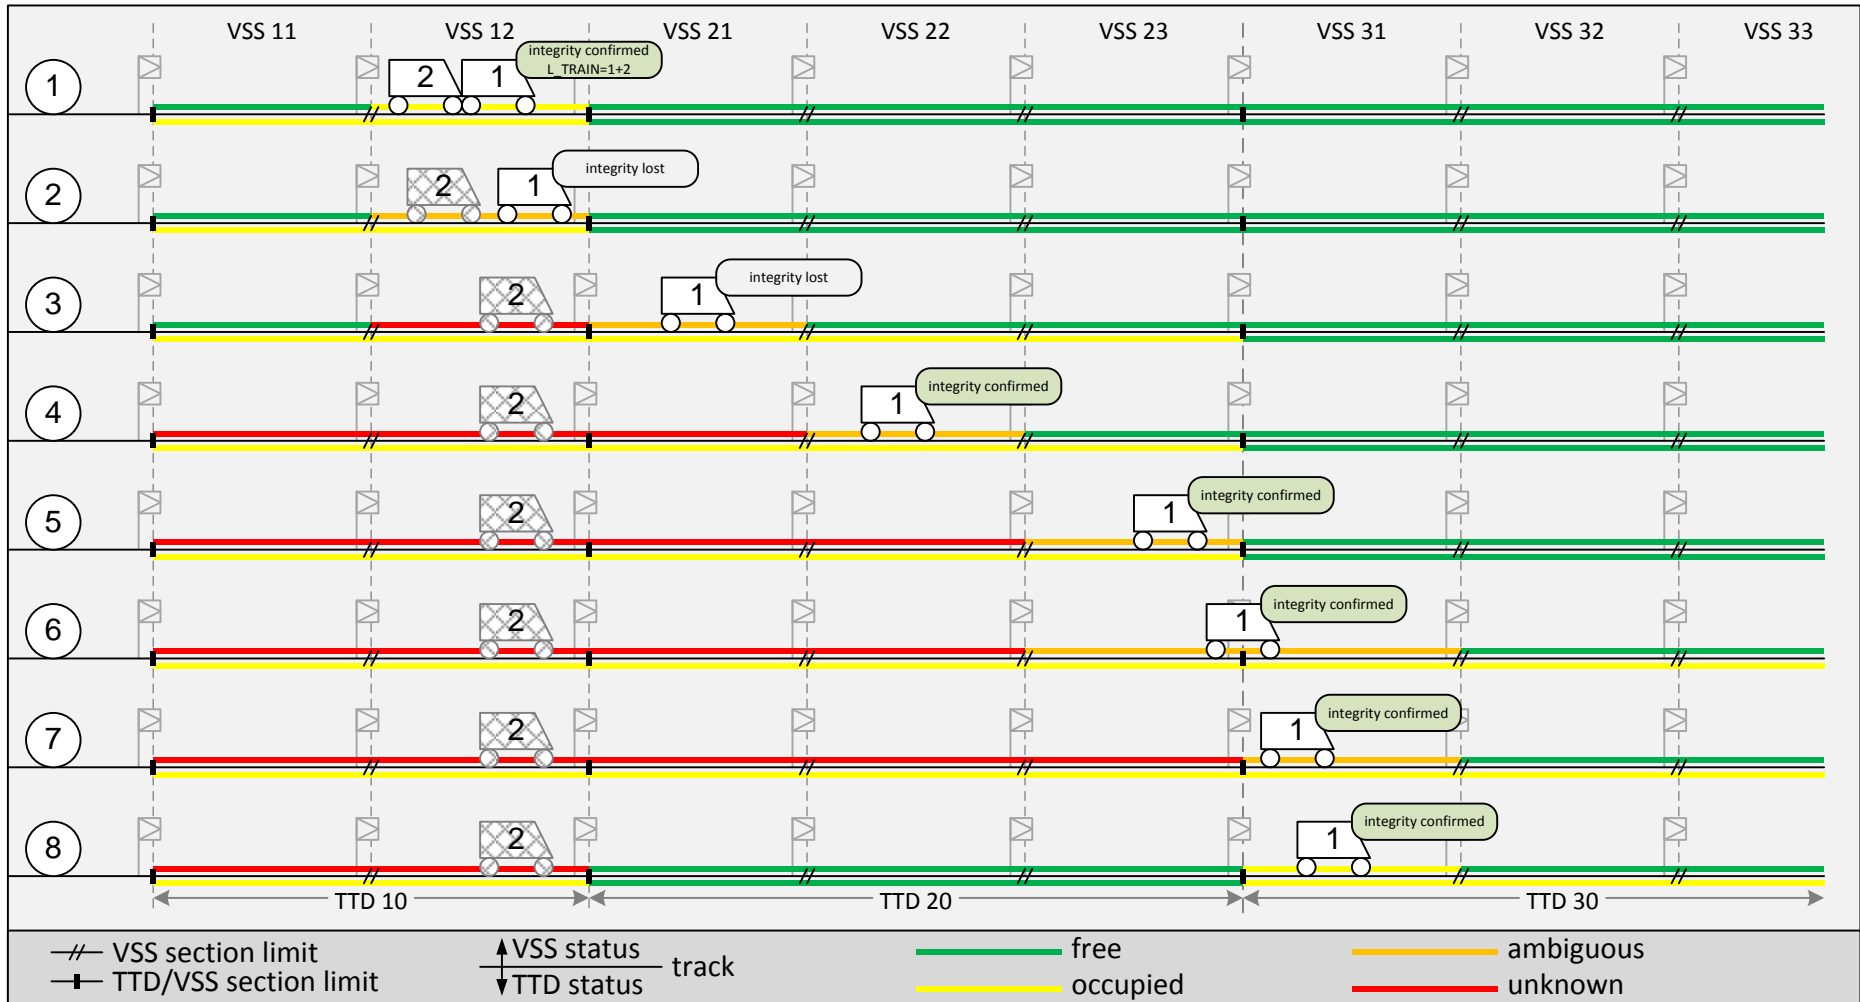 VSS 11 VSS 12 VSS 21 VSS 22 VSS 23 VSS 31 VSS 32 VSS 33
1 2 1 integrity confirmed
L_TRAIN=1+2
2 2 1 integrity lost
3 2 1 integrity lost
4 2 1 integrity confirmed
5 2 1 integrity confirmed
6 2 1 integrity confirmed
7 2 1 integrity confirmed
8 2 1 integrity confirmed
TTD 10 TTD 20 TTD 30
VSS section limit VSS status free ambiguous
track
TTD/VSS section limit TTD status occupied unknown